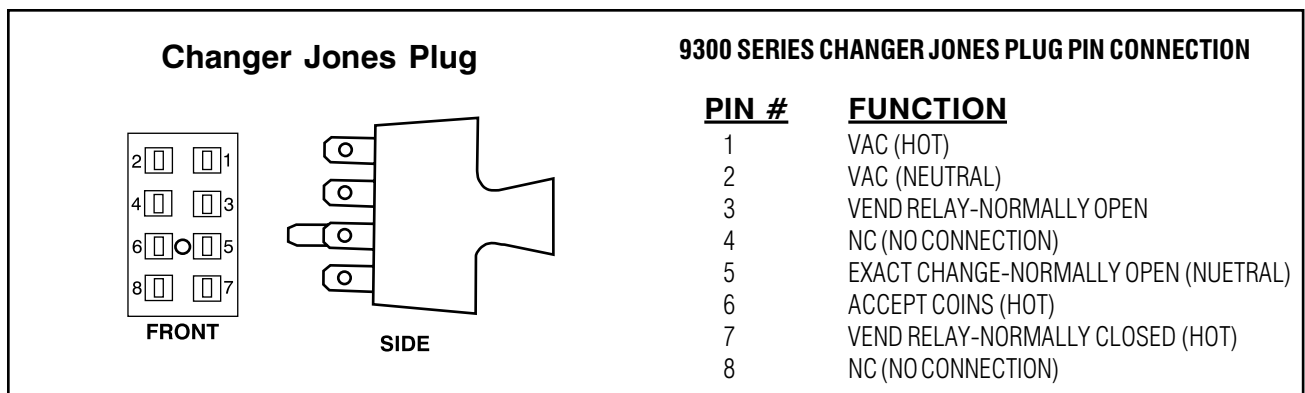 Changer Jones Plug
2 1
4 3
6 5
8 7
FRONT
SIDE
9300 SERIES CHANGER JONES PLUG PIN CONNECTION
PIN # FUNCTION
1 VAC (HOT)
2 VAC (NEUTRAL)
3 VEND RELAY-NORMALLY OPEN
4 NC (NO CONNECTION)
5 EXACT CHANGE-NORMALLY OPEN (NUETRAL)
6 ACCEPT COINS (HOT)
7 VEND RELAY-NORMALLY CLOSED (HOT)
8 NC (NO CONNECTION)